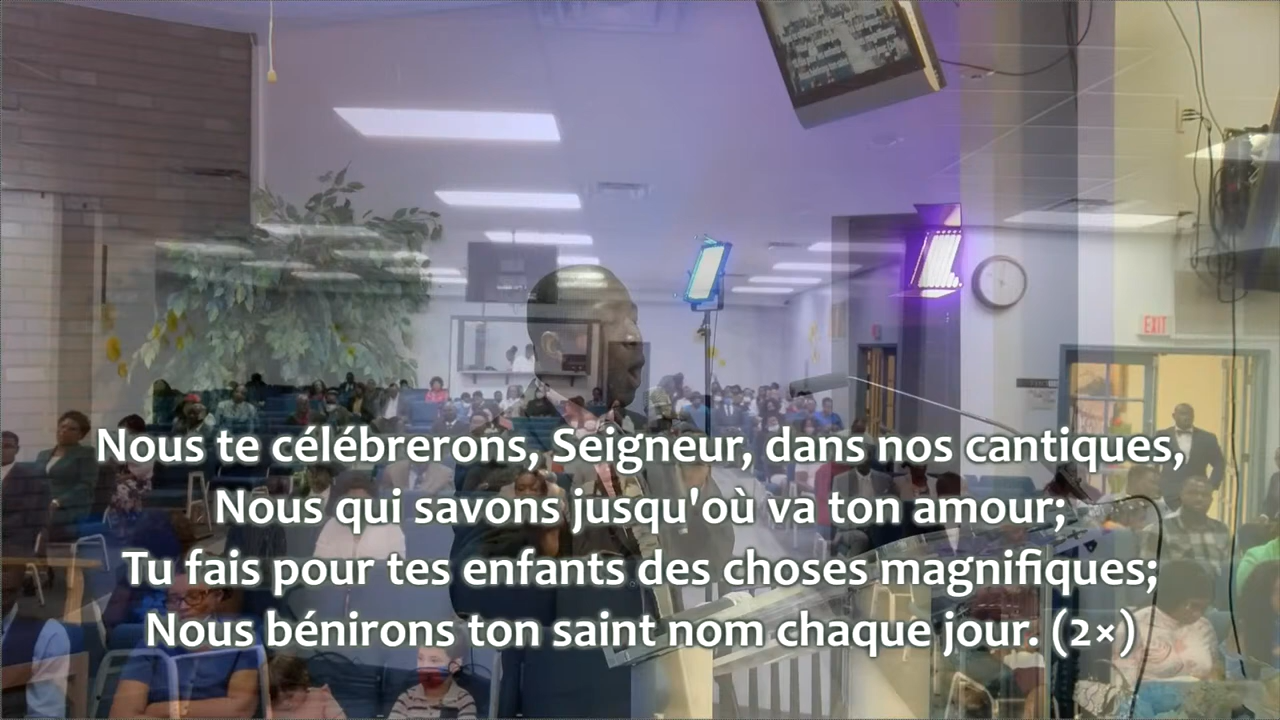 EXIT
Nous te célébrerons, Seigneur, dans nos cantiques,
Nous qui savons jusqu'où va ton amour;
Tu fais pour tes enfants des choses magnifiques;
Nous bénirons ton saint nom chaque jour. (2×)